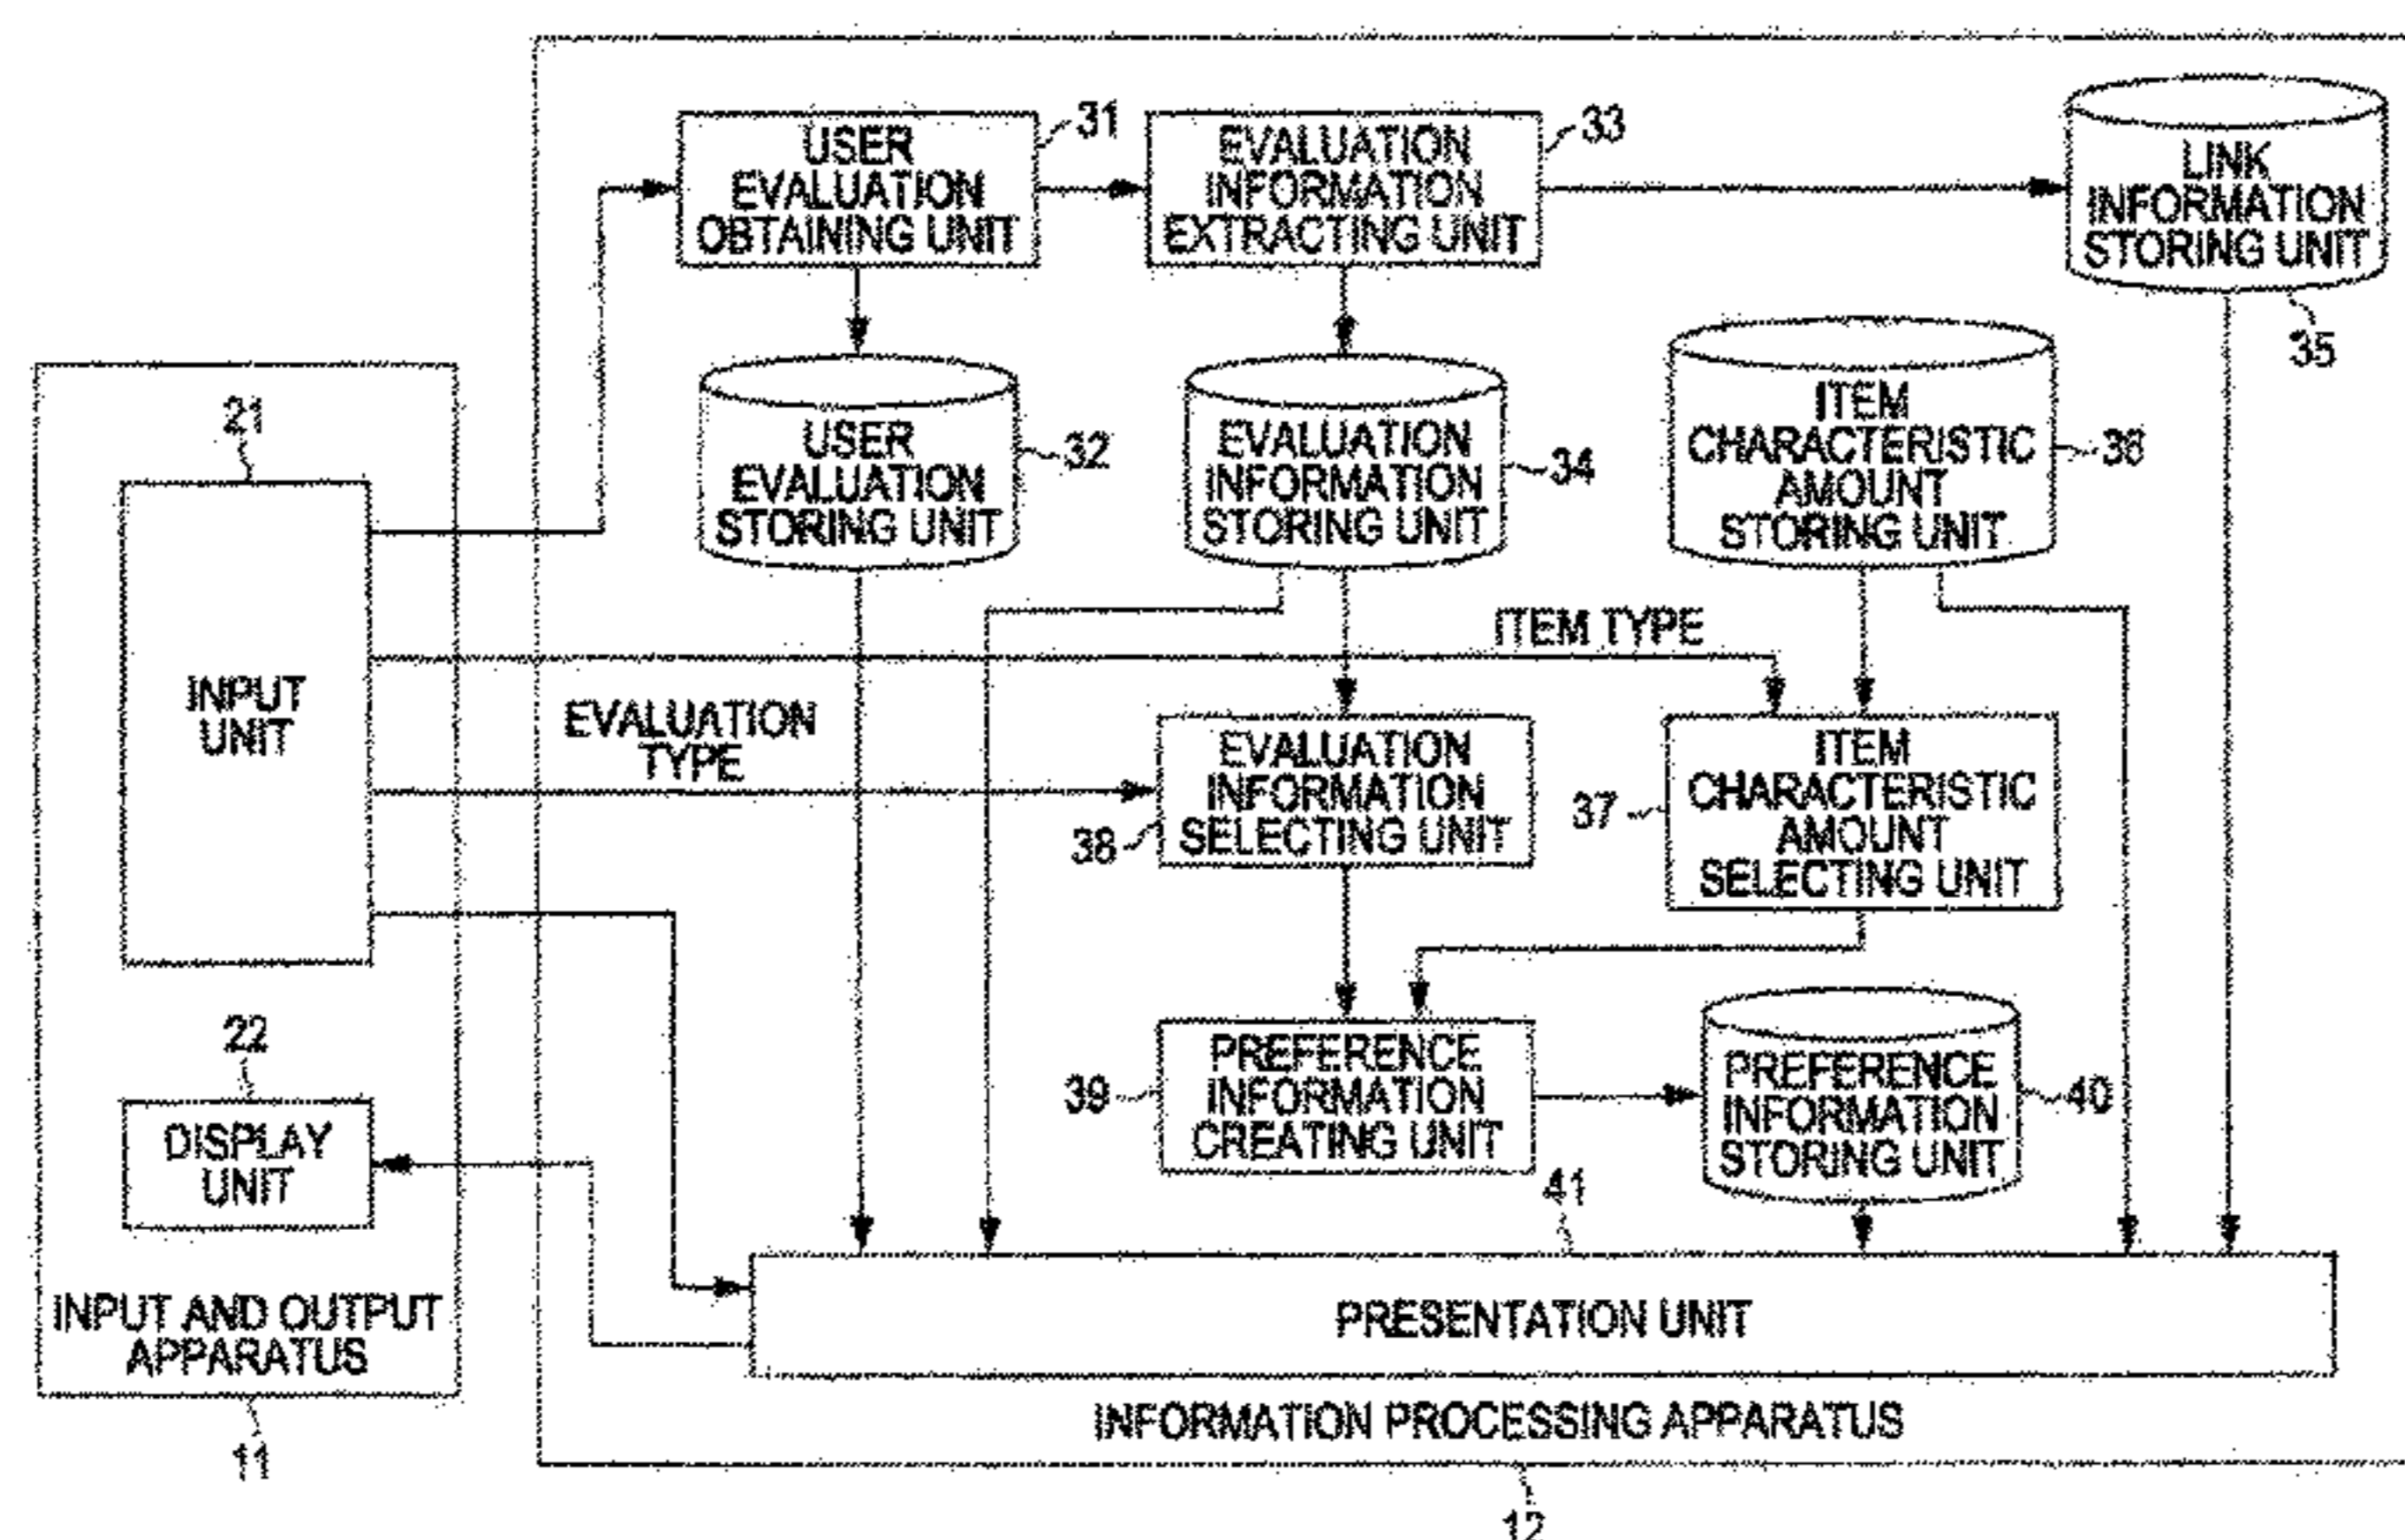 USER
EVALUATION
OBTAINING UNIT
31
EVALUATION
INFORMATION
EXTRACTING UNIT
33
LINK
INFORMATION
STORING UNIT
35
21
INPUT
UNIT
USER
EVALUATION
STORING UNIT
32
EVALUATION
INFORMATION
STORING UNIT
34
ITEM
CHARACTERISTIC
AMOUNT
STORING UNIT
36
ITEM TYPE
EVALUATION
TYPE
EVALUATION
INFORMATION
SELECTING UNIT
38
ITEM
CHARACTERISTIC
AMOUNT
SELECTING UNIT
37
22
DISPLAY
UNIT
PREFERENCE
INFORMATION
CREATING UNIT
39
PREFERENCE
INFORMATION
STORING UNIT
40
41
PRESENTATION UNIT
INPUT AND OUTPUT
APPARATUS
11
INFORMATION PROCESSING APPARATUS
12